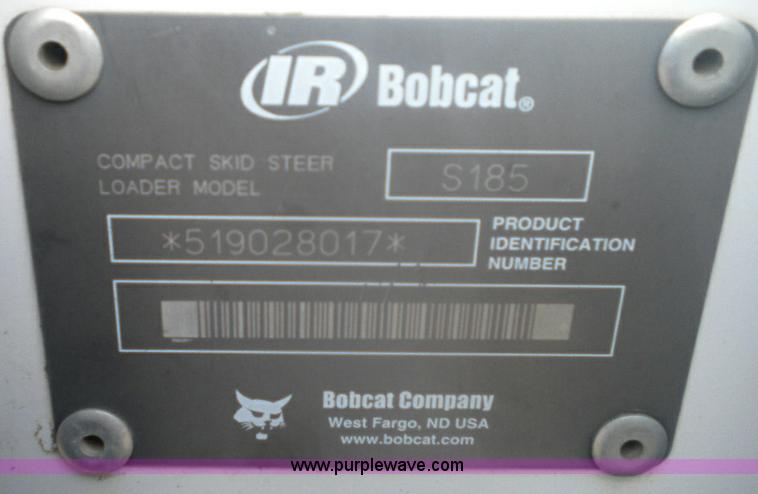 IR Bobcat®
COMPACT SKID STEER
LOADER MODEL
S185
*519028017*
PRODUCT
IDENTIFICATION
NUMBER
Bobcat Company
West Fargo, ND USA
www.bobcat.com
www.purplewave.com